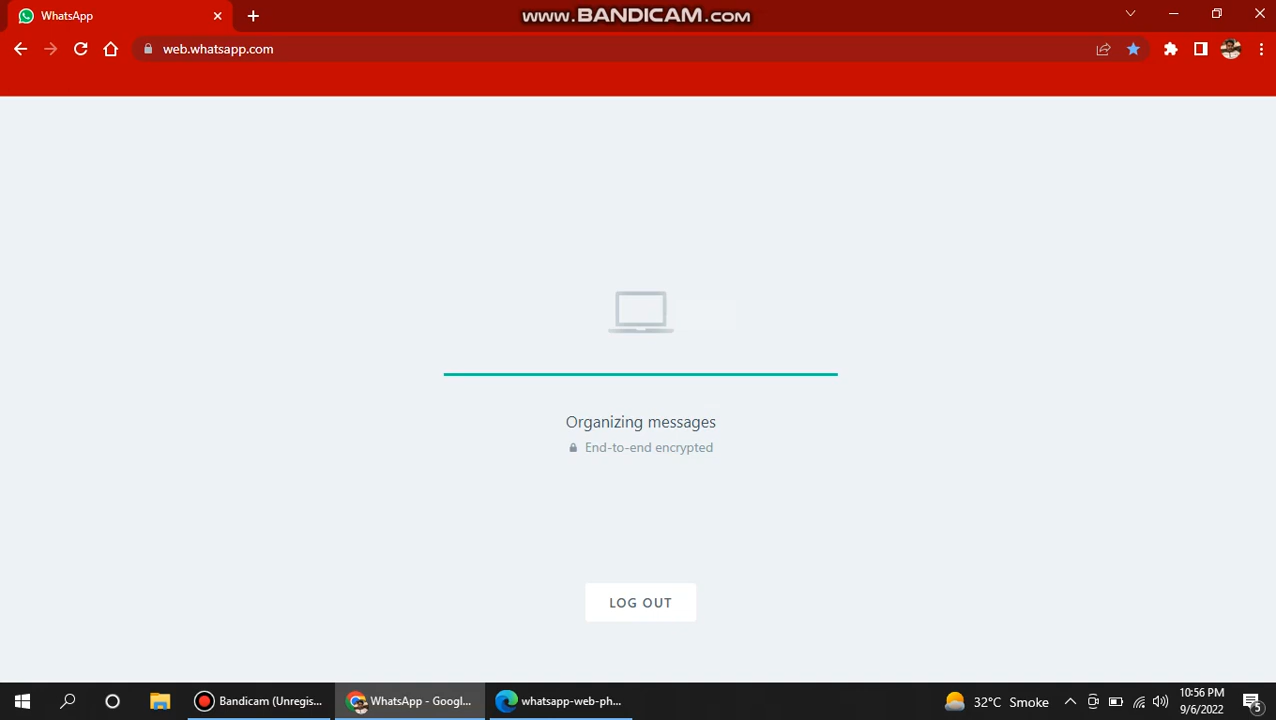 WhatsApp
www.BANDICAM.com
web.whatsapp.com
Organizing messages
End-to-end encrypted
LOG OUT
Bandicam (Unregis...
WhatsApp - Googl...
whatsapp-web-ph...
32°C Smoke
10:56 PM
9/6/2022
5